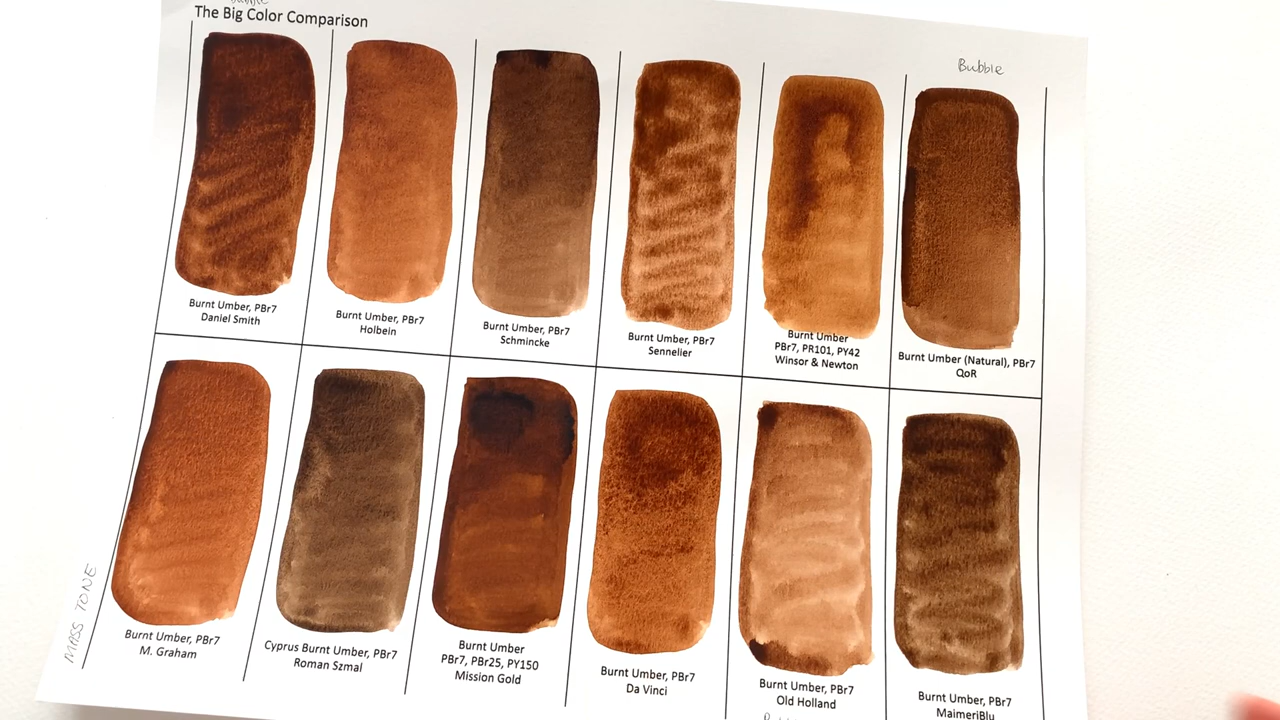 Bubble
The Big Color Comparison
Bubble
Burnt Umber, PBr7
Daniel Smith
Burnt Umber, PBr7
Holbein
Burnt Umber, PBr7
Schmincke
Burnt Umber, PBr7
Sennelier
Burnt Umber
PBr7, PR101, PY42
Winsor & Newton
Burnt Umber (Natural), PBr7
QoR
MASS TONE
Burnt Umber, PBr7
M. Graham
Cyprus Burnt Umber, PBr7
Roman Szmal
Burnt Umber
PBr7, PBr25, PY150
Mission Gold
Burnt Umber, PBr7
Da Vinci
Burnt Umber, PBr7
Old Holland
Burnt Umber, PBr7
MaimeriBlu